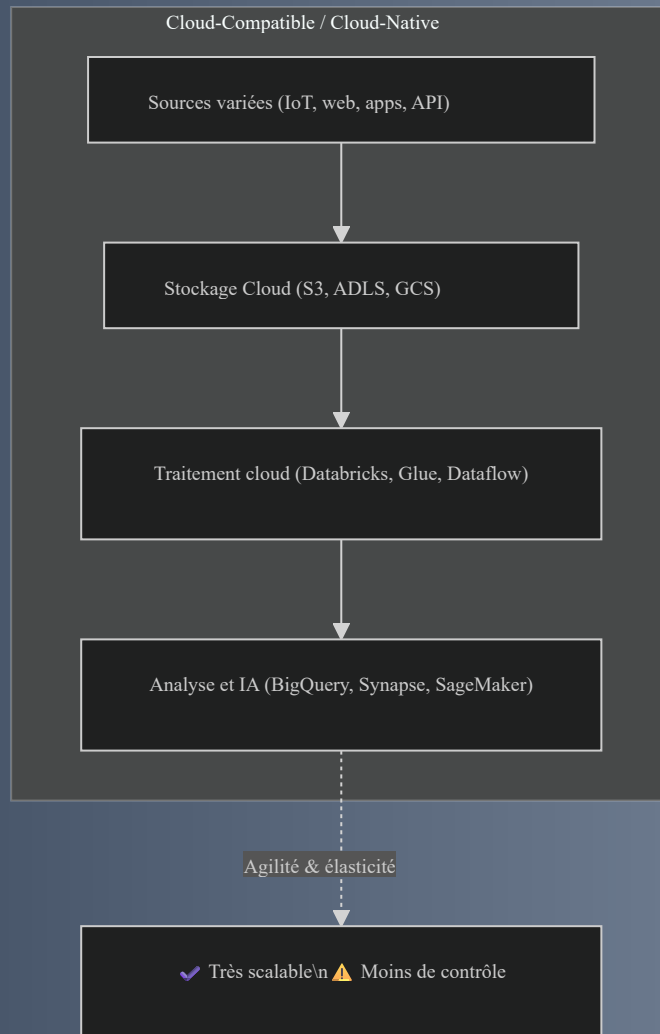 Cloud-Compatible / Cloud-Native
Sources variées (IoT, web, apps, API)
Stockage Cloud (S3, ADLS, GCS)
Traitement cloud (Databricks, Glue, Dataflow)
Analyse et IA (BigQuery, Synapse, SageMaker)
Agilité & élasticité
✔ Très scalable\n ⚠ Moins de contrôle